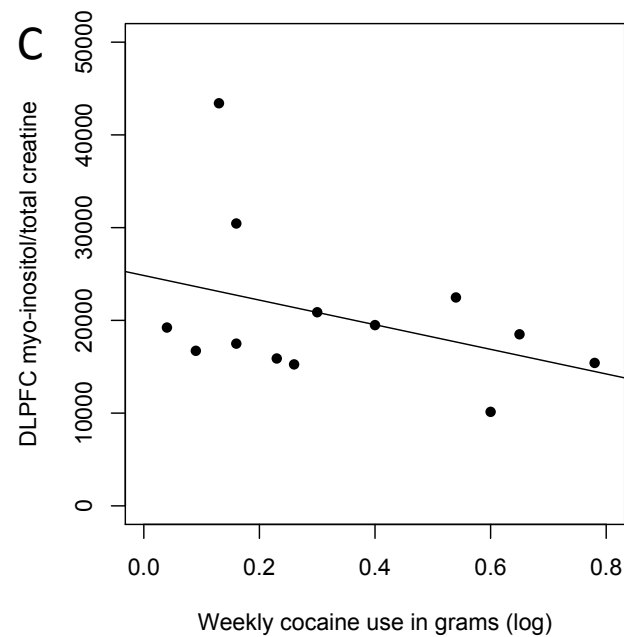 C
DLPFC myo-inositol/total creatine
50000
40000
30000
20000
10000
0
0.0 0.2 0.4 0.6 0.8
Weekly cocaine use in grams (log)